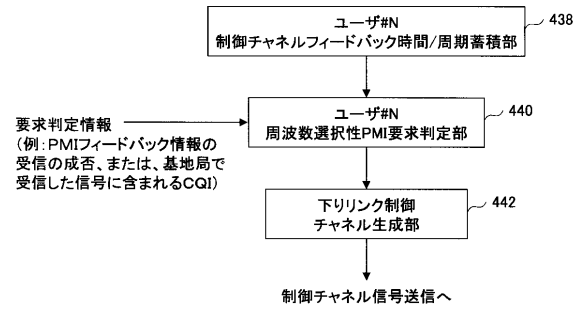 ユーザ#N
制御チャネルフィードバック時間/周期蓄積部
438
ユーザ#N
周波数選択性PMI要求判定部
440
要求判定情報
(例:PMIフィードバック情報の
受信の成否、または、基地局で
受信した信号に含まれるCQI)
下りリンク制御
チャネル生成部
442
制御チャネル信号送信へ